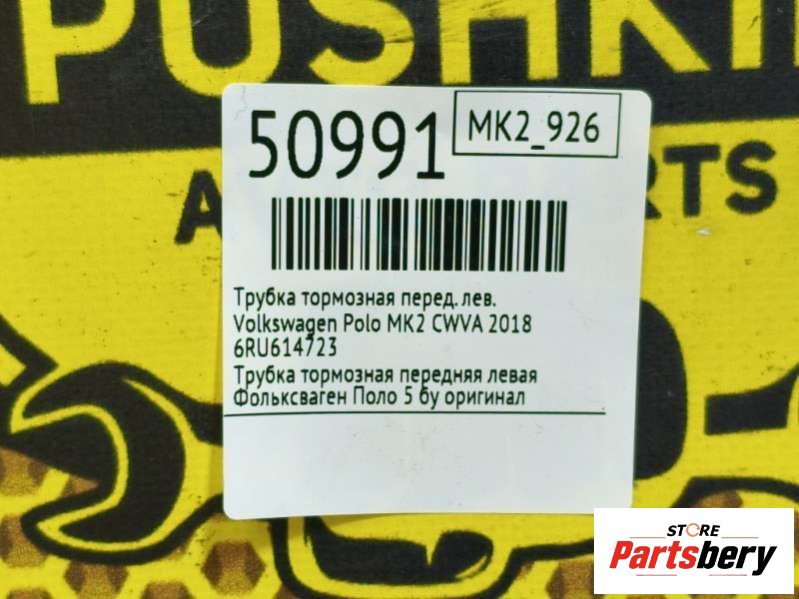 PUSHKI
50991
MK2_926
A
RTS
Трубка тормозная перед. лев.
Volkswagen Polo MK2 CWVA 2018
6RU614723
Трубка тормозная передняя левая
Фольксваген Поло 5 бу оригинал
STORE
Partsbery